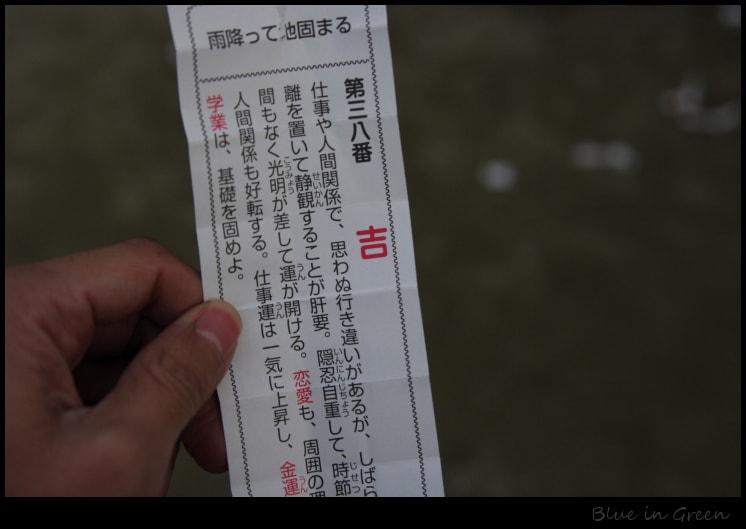 雨降って地固まる
第三八番 吉
仕事や人間関係で、思わぬ行き違いがあるが、しばら
離を置いて静観することが肝要。隠忍自重して、時節
間もなく光明が差して運が開ける。恋愛も、周囲の理
人間関係も好転する。仕事運は一気に上昇し、金運
学業は、基礎を固めよ。
Blue in Green